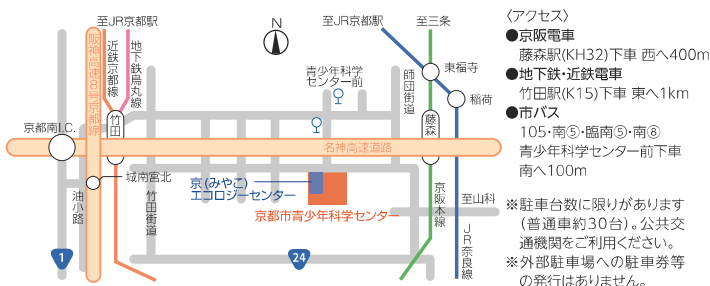 至JR京都駅
N
至JR京都駅
至三条
阪神高速8号京都線
近鉄京都線
地下鉄烏丸線
青少年科学
センター前
師団街道
東福寺
稲荷
京都南I.C.
竹田
藤森
名神高速道路
城南宮北
京(みやこ)
エコロジーセンター
京都市青少年科学センター
油小路
竹田街道
京阪本線
至山科
JR奈良線
1
24
〈アクセス〉
●京阪電車
藤森駅(KH32)下車 西へ400m
●地下鉄・近鉄電車
竹田駅(K15)下車 東へ1km
●市バス
105・南⑤・臨南⑤・南⑧
青少年科学センター前下車
南へ100m
※駐車台数に限りがあります
(普通車約30台)。公共交
通機関をご利用ください。
※外部駐車場への駐車券等
の発行はありません。